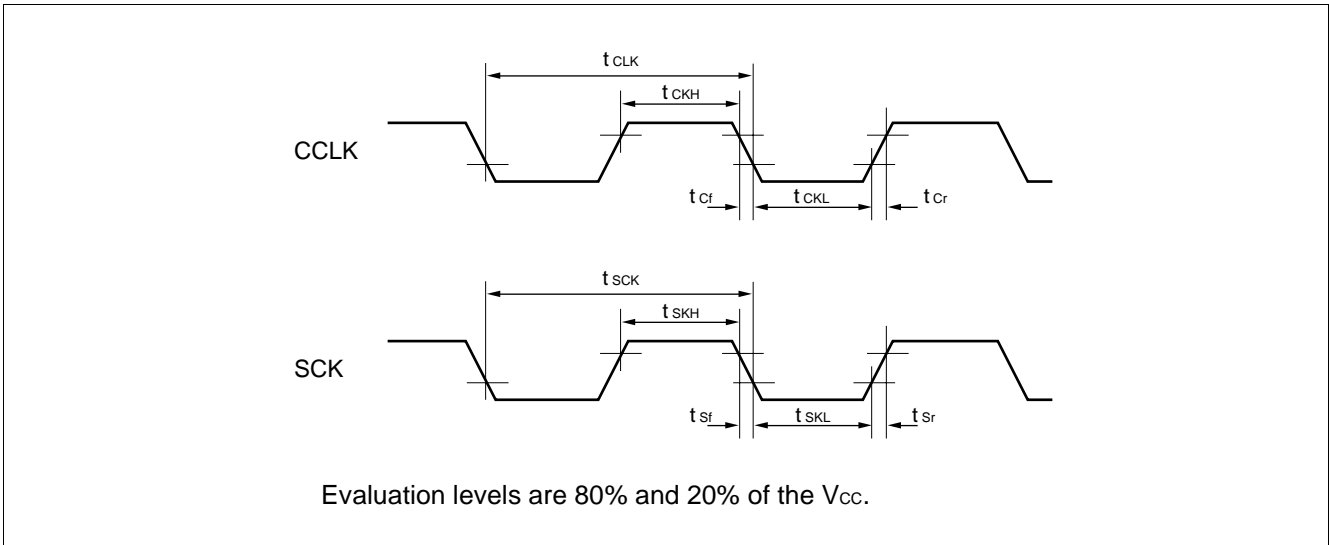 t CLK
t CKH
CCLK
t Cf
t CKL
t Cr
t SCK
t SKH
SCK
t Sf
t SKL
t Sr
Evaluation levels are 80% and 20% of the Vcc.